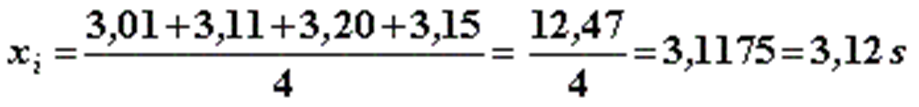 x_i = (3,01+3,11+3,20+3,15)/4 = 12,47/4 = 3,1175 = 3,12 s